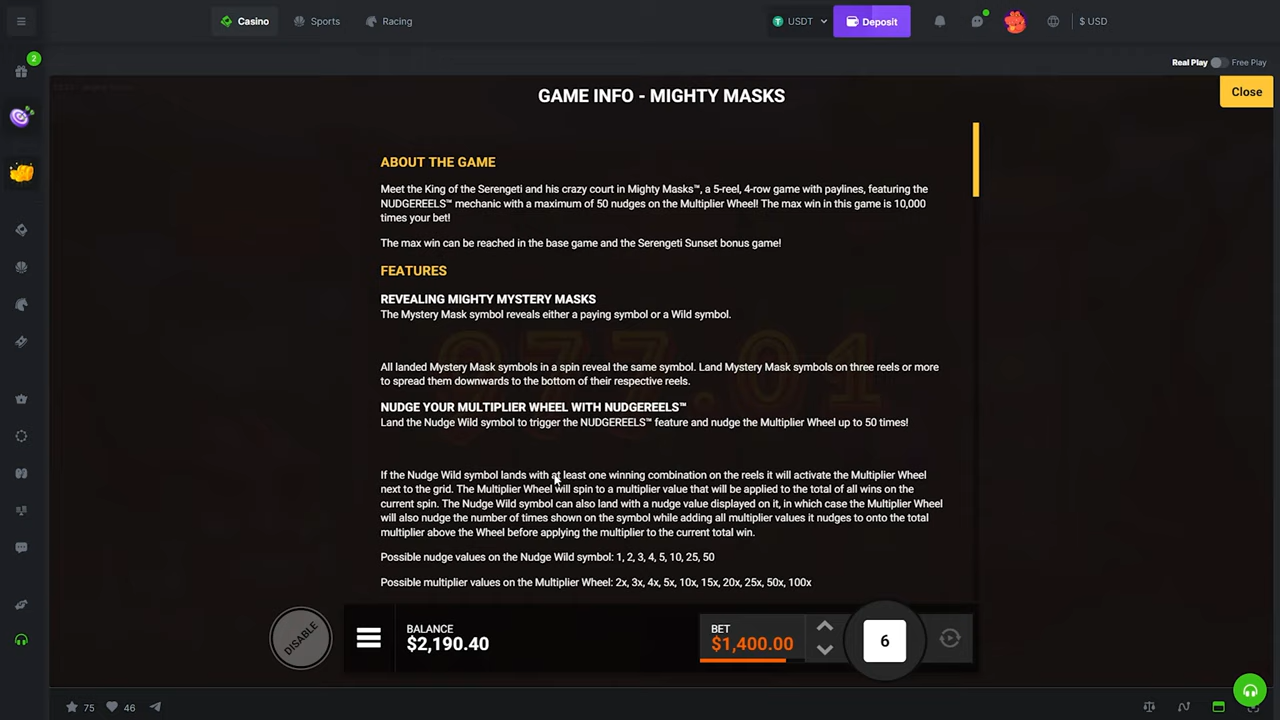 Casino
Sports
Racing
USDT
Deposit
$ USD
2
Real Play
Free Play
GAME INFO - MIGHTY MASKS
Close
ABOUT THE GAME
Meet the King of the Serengeti and his crazy court in Mighty Masks™, a 5-reel, 4-row game with paylines, featuring the
NUDGEREELS™ mechanic with a maximum of 50 nudges on the Multiplier Wheel! The max win in this game is 10,000
times your bet!
The max win can be reached in the base game and the Serengeti Sunset bonus game!
FEATURES
REVEALING MIGHTY MYSTERY MASKS
The Mystery Mask symbol reveals either a paying symbol or a Wild symbol.
All landed Mystery Mask symbols in a spin reveal the same symbol. Land Mystery Mask symbols on three reels or more
to spread them downwards to the bottom of their respective reels.
NUDGE YOUR MULTIPLIER WHEEL WITH NUDGEREELS™
Land the Nudge Wild symbol to trigger the NUDGEREELS™ feature and nudge the Multiplier Wheel up to 50 times!
If the Nudge Wild symbol lands with at least one winning combination on the reels it will activate the Multiplier Wheel
next to the grid. The Multiplier Wheel will spin to a multiplier value that will be applied to the total of all wins on the
current spin. The Nudge Wild symbol can also land with a nudge value displayed on it, in which case the Multiplier Wheel
will also nudge the number of times shown on the symbol while adding all multiplier values it nudges to onto the total
multiplier above the Wheel before applying the multiplier to the current total win.
Possible nudge values on the Nudge Wild symbol: 1, 2, 3, 4, 5, 10, 25, 50
Possible multiplier values on the Multiplier Wheel: 2x, 3x, 4x, 5x, 10x, 15x, 20x, 25x, 50x, 100x
DISABLE
BALANCE
$2,190.40
BET
$1,400.00
6
75
46